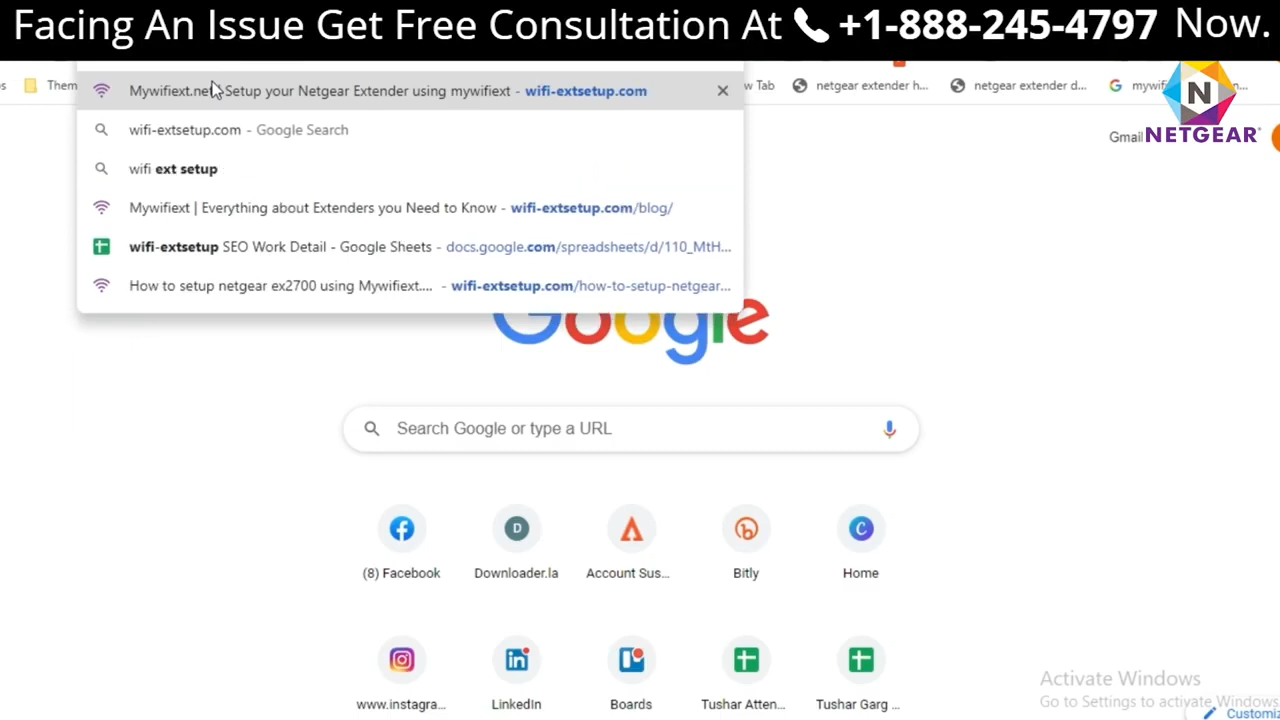 Facing An Issue Get Free Consultation At +1-888-245-4797 Now.
Them
Mywifiext.net Setup your Netgear Extender using mywifiext - wifi-extsetup.com
w Tab
netgear extender h...
netgear extender d...
mywif
n...
wifi-extsetup.com - Google Search
Gmail
NETGEAR
wifi ext setup
Mywifiext | Everything about Extenders you Need to Know - wifi-extsetup.com/blog/
wifi-extsetup SEO Work Detail - Google Sheets - docs.google.com/spreadsheets/d/110_MtH...
How to setup netgear ex2700 using Mywifiext.... - wifi-extsetup.com/how-to-setup-netgear...
Google
Search Google or type a URL
(8) Facebook
D
Downloader.la
Account Sus...
Bitly
Home
www.instagra...
LinkedIn
Boards
Tushar Atten...
Tushar Garg ...
Activate Windows
Go to Settings to activate Windows
Customiz